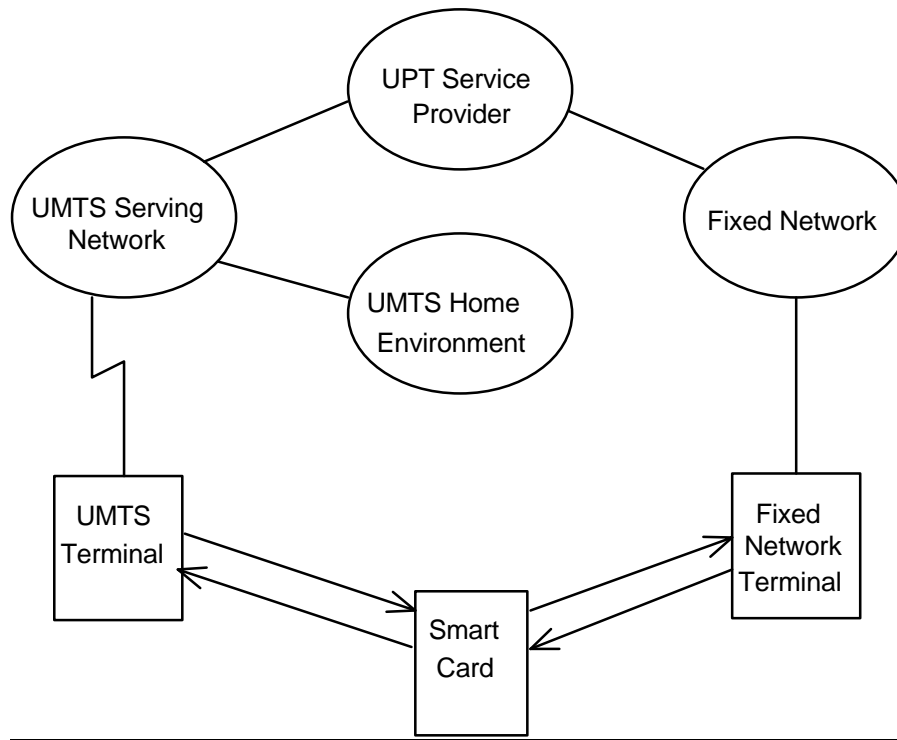 UPT Service
Provider
UMTS Serving
Network
Fixed Network
UMTS Home
Environment
UMTS
Terminal
Fixed
Network
Terminal
Smart
Card